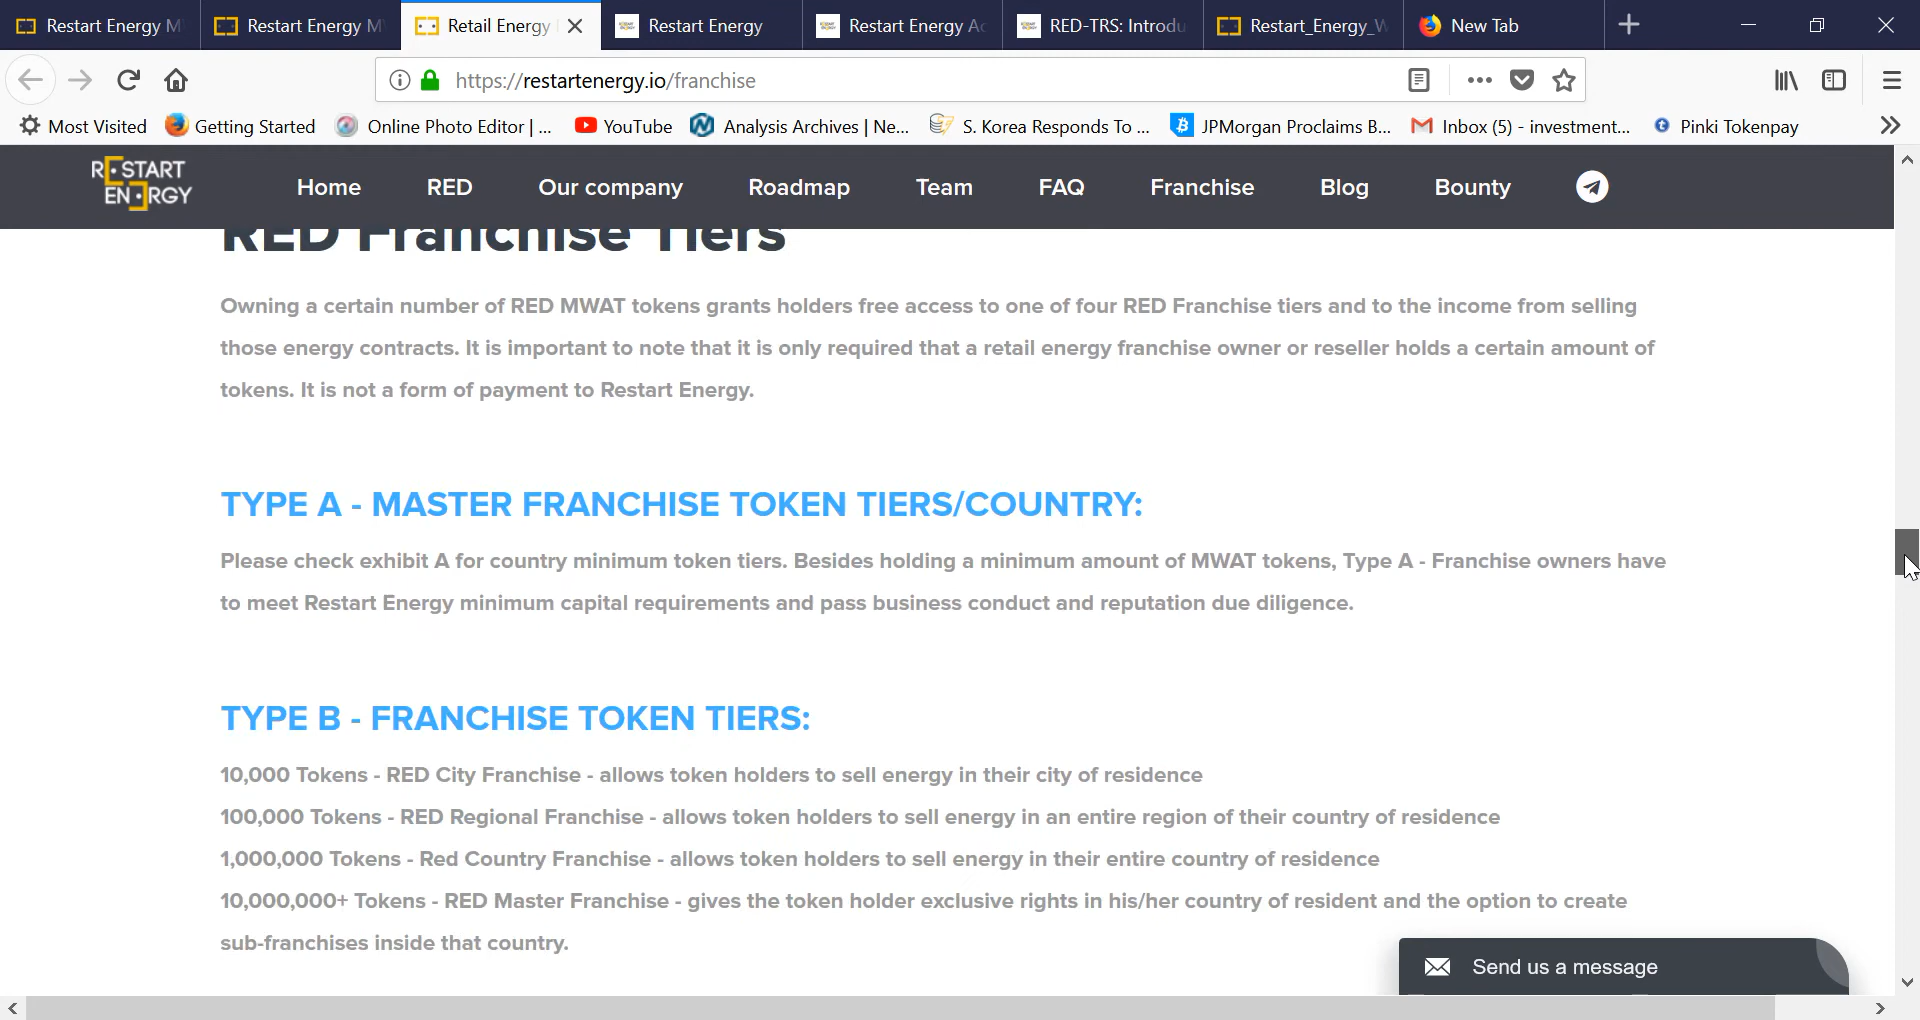 Restart Energy M
Restart Energy M
Retail Energy
Restart Energy
Restart Energy Ac
RED-TRS: Introdu
Restart_Energy_W
New Tab
https://restartenergy.io/franchise
Most Visited
Getting Started
Online Photo Editor | ...
YouTube
Analysis Archives | Ne...
S. Korea Responds To ...
JPMorgan Proclaims B...
Inbox (5) - investment...
Pinki Tokenpay
RESTART
ENERGY
Home
RED
Our company
Roadmap
Team
FAQ
Franchise
Blog
Bounty
RED Franchise Tiers
Owning a certain number of RED MWAT tokens grants holders free access to one of four RED Franchise tiers and to the income from selling
those energy contracts. It is important to note that it is only required that a retail energy franchise owner or reseller holds a certain amount of
tokens. It is not a form of payment to Restart Energy.
TYPE A - MASTER FRANCHISE TOKEN TIERS/COUNTRY:
Please check exhibit A for country minimum token tiers. Besides holding a minimum amount of MWAT tokens, Type A - Franchise owners have
to meet Restart Energy minimum capital requirements and pass business conduct and reputation due diligence.
TYPE B - FRANCHISE TOKEN TIERS:
10,000 Tokens - RED City Franchise - allows token holders to sell energy in their city of residence
100,000 Tokens - RED Regional Franchise - allows token holders to sell energy in an entire region of their country of residence
1,000,000 Tokens - Red Country Franchise - allows token holders to sell energy in their entire country of residence
10,000,000+ Tokens - RED Master Franchise - gives the token holder exclusive rights in his/her country of resident and the option to create
sub-franchises inside that country.
Send us a message